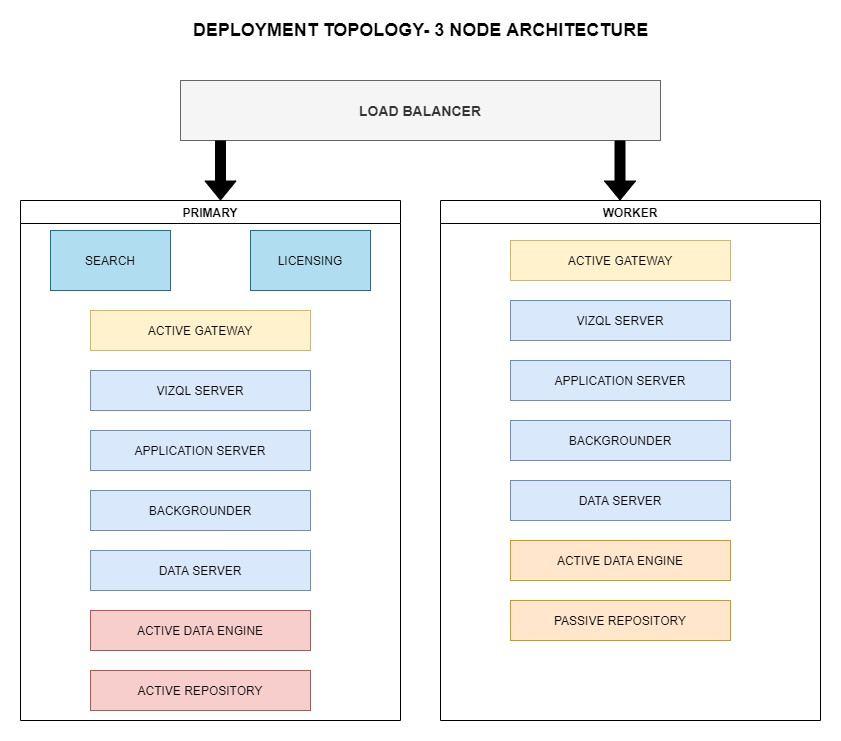 DEPLOYMENT TOPOLOGY- 3 NODE ARCHITECTURE
LOAD BALANCER
PRIMARY
SEARCH
LICENSING
ACTIVE GATEWAY
VIZQL SERVER
APPLICATION SERVER
BACKGROUNDER
DATA SERVER
ACTIVE DATA ENGINE
ACTIVE REPOSITORY
WORKER
ACTIVE GATEWAY
VIZQL SERVER
APPLICATION SERVER
BACKGROUNDER
DATA SERVER
ACTIVE DATA ENGINE
PASSIVE REPOSITORY